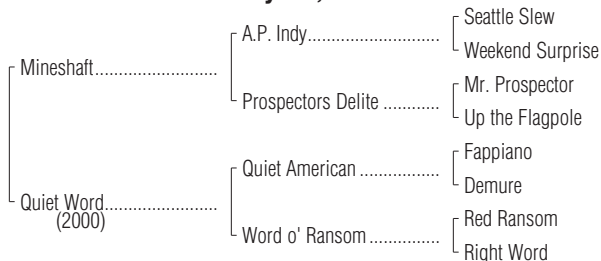 Seattle Slew
A.P. Indy
Weekend Surprise
Mineshaft
Mr. Prospector
Prospectors Delite
Up the Flagpole
Fappiano
Quiet American
Demure
Quiet Word
(2000)
Red Ransom
Word o' Ransom
Right Word